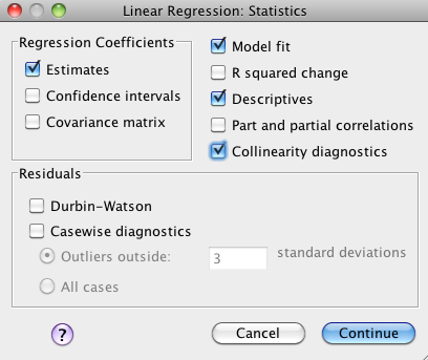 Linear Regression: Statistics
Regression Coefficients
Estimates
Confidence intervals
Covariance matrix
Model fit
R squared change
Descriptives
Part and partial correlations
Collinearity diagnostics
Residuals
Durbin-Watson
Casewise diagnostics
Outliers outside: 3 standard deviations
All cases
? Cancel Continue